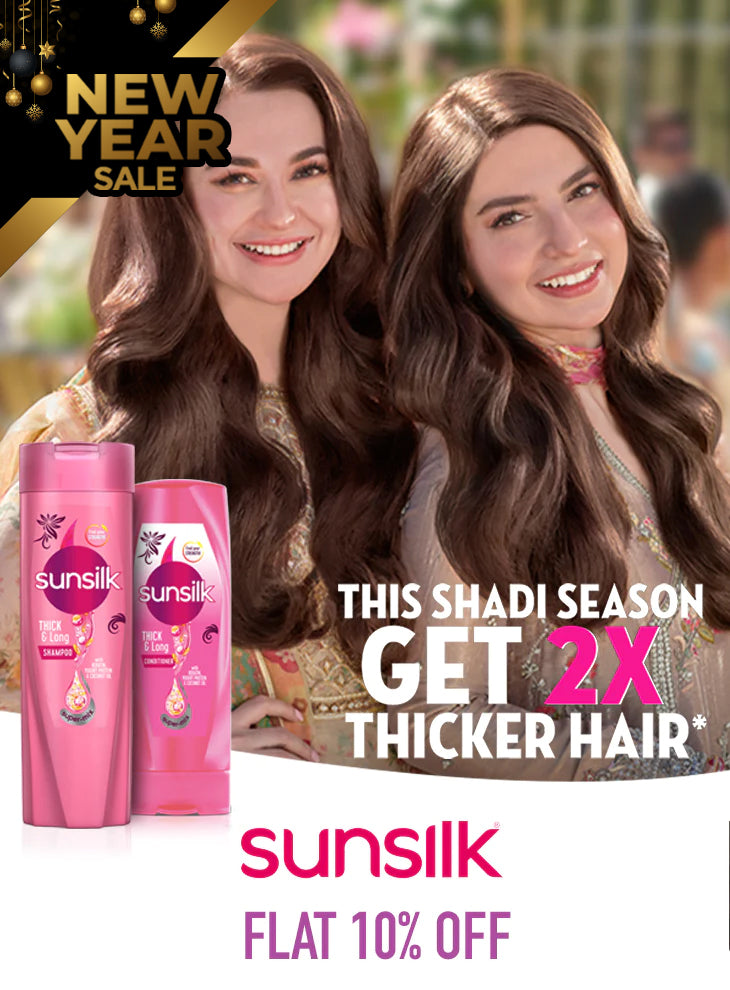 NEW
YEAR
SALE
sunsilk
THICK
& Long
SHAMPOO
sunsilk
THICK
& Long
CONDITIONER
THIS SHADI SEASON
GET 2X
THICKER HAIR*
sunsilk
FLAT 10% OFF